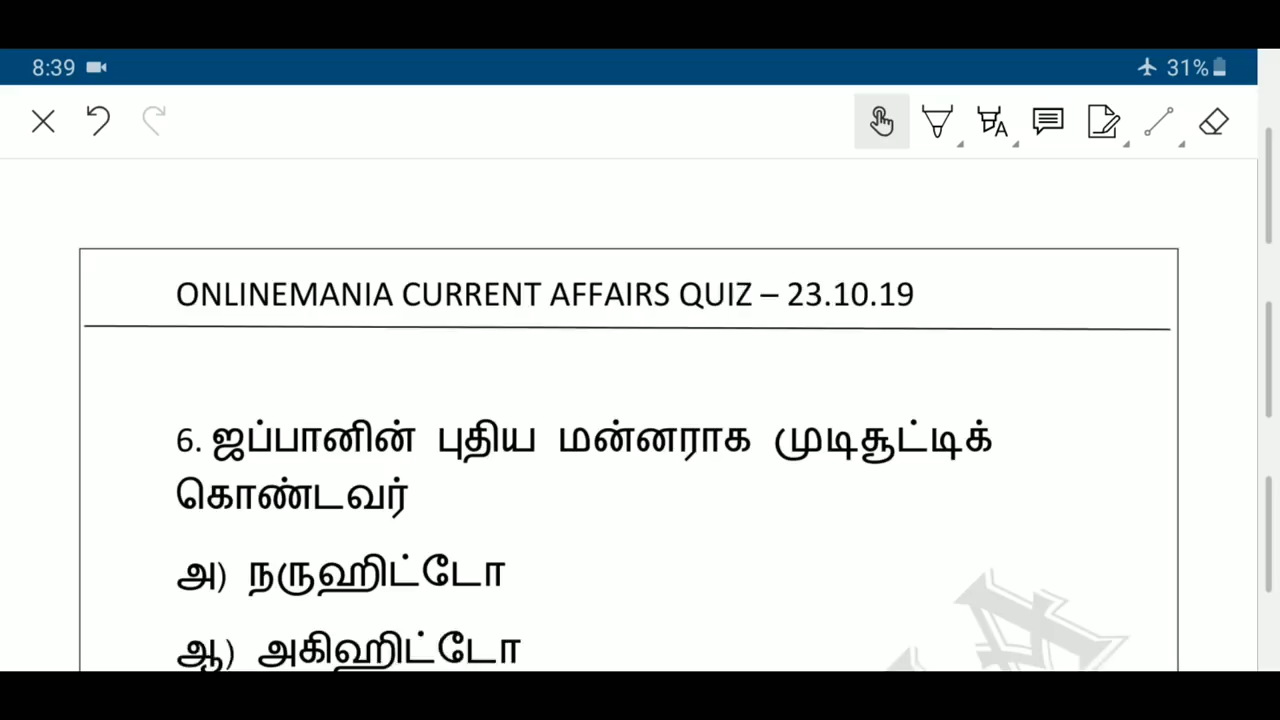 8:39 31%
ONLINEMANIA CURRENT AFFAIRS QUIZ – 23.10.19
6. ஜப்பானின் புதிய மன்னராக முடிசூட்டிக்
கொண்டவர்
அ) நருஹிட்டோ
ஆ) அகிஹிட்டோ